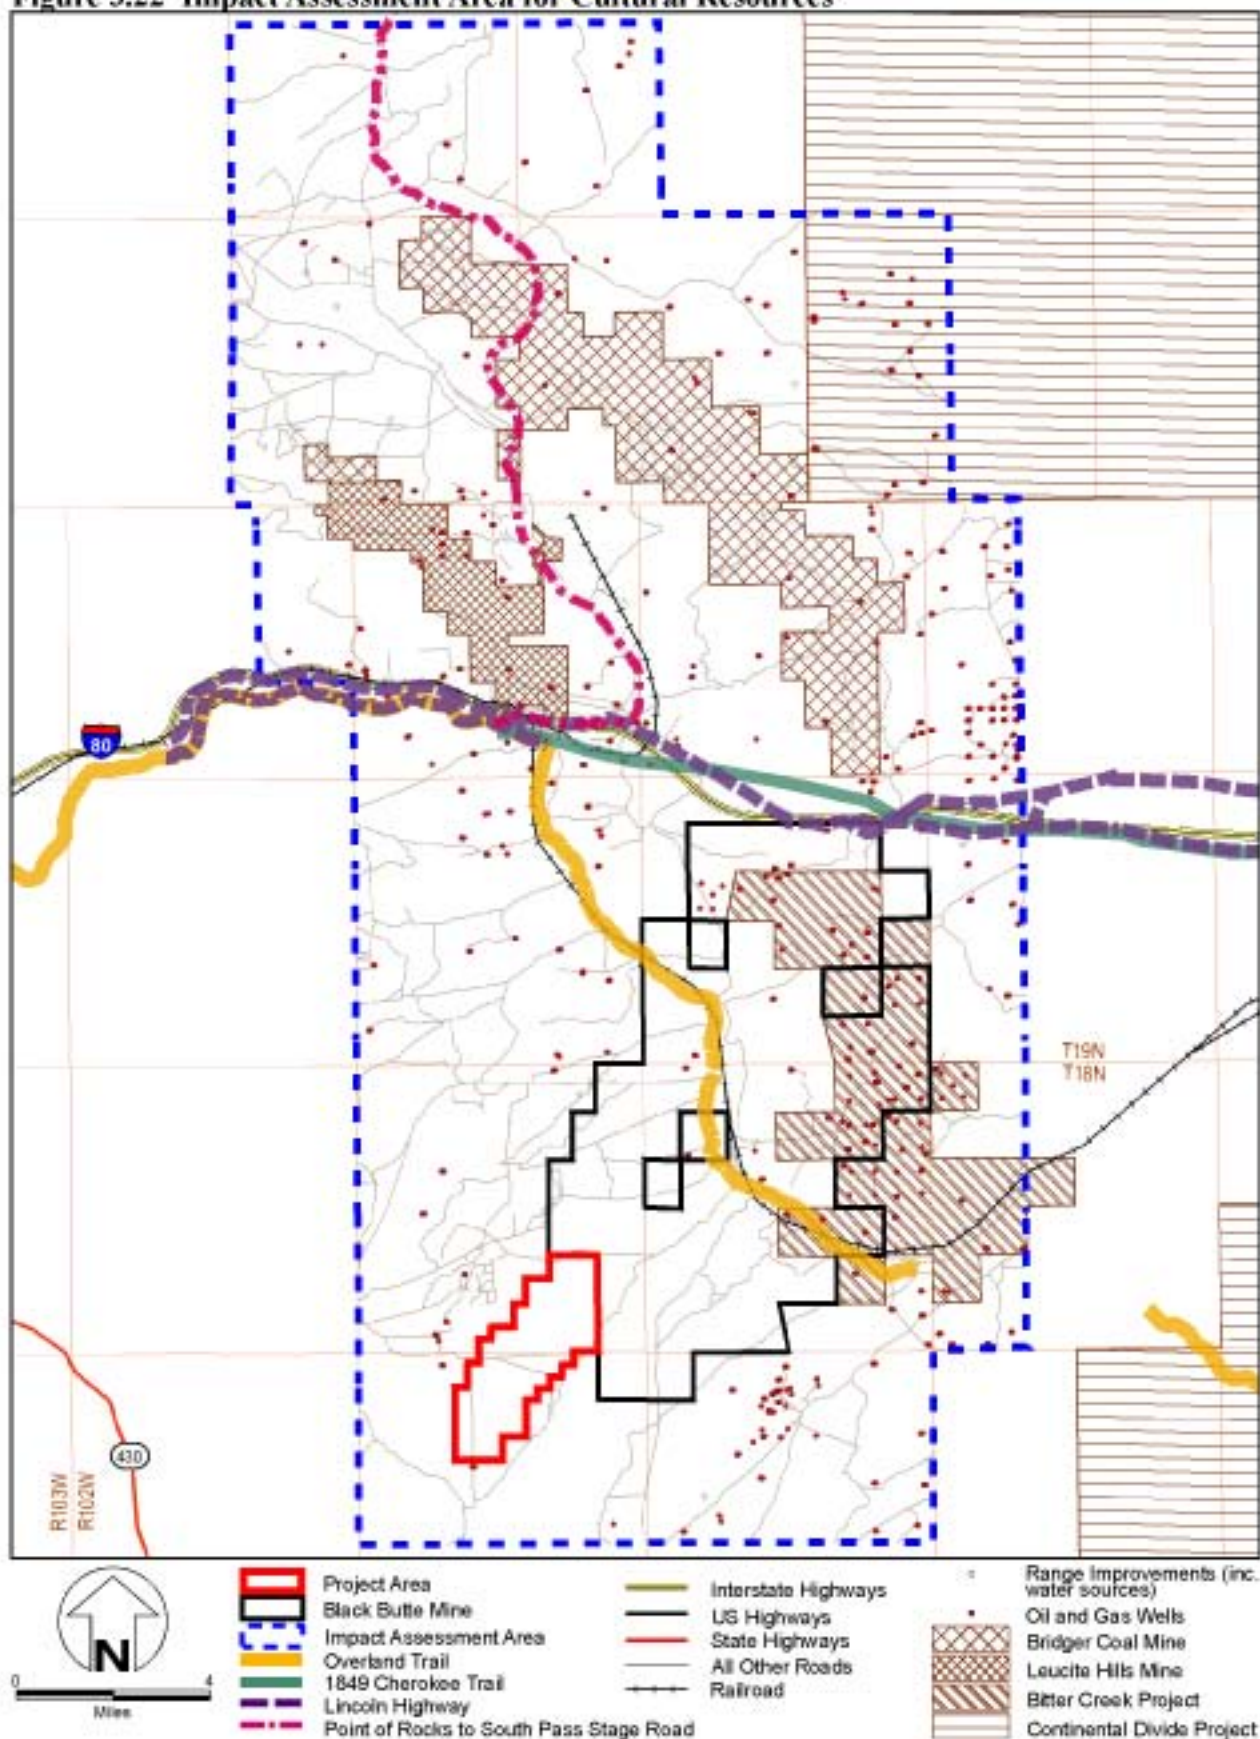 Figure 3.22 Impact Assessment Area for Cultural Resources
80
T19N
T18N
430
R103W
R102W
N
0 4
Miles
Project Area
Black Butte Mine
Impact Assessment Area
Overland Trail
1849 Cherokee Trail
Lincoln Highway
Point of Rocks to South Pass Stage Road
Interstate Highways
US Highways
State Highways
All Other Roads
Railroad
Range Improvements (inc.
water sources)
Oil and Gas Wells
Bridger Coal Mine
Leucite Hills Mine
Bitter Creek Project
Continental Divide Project